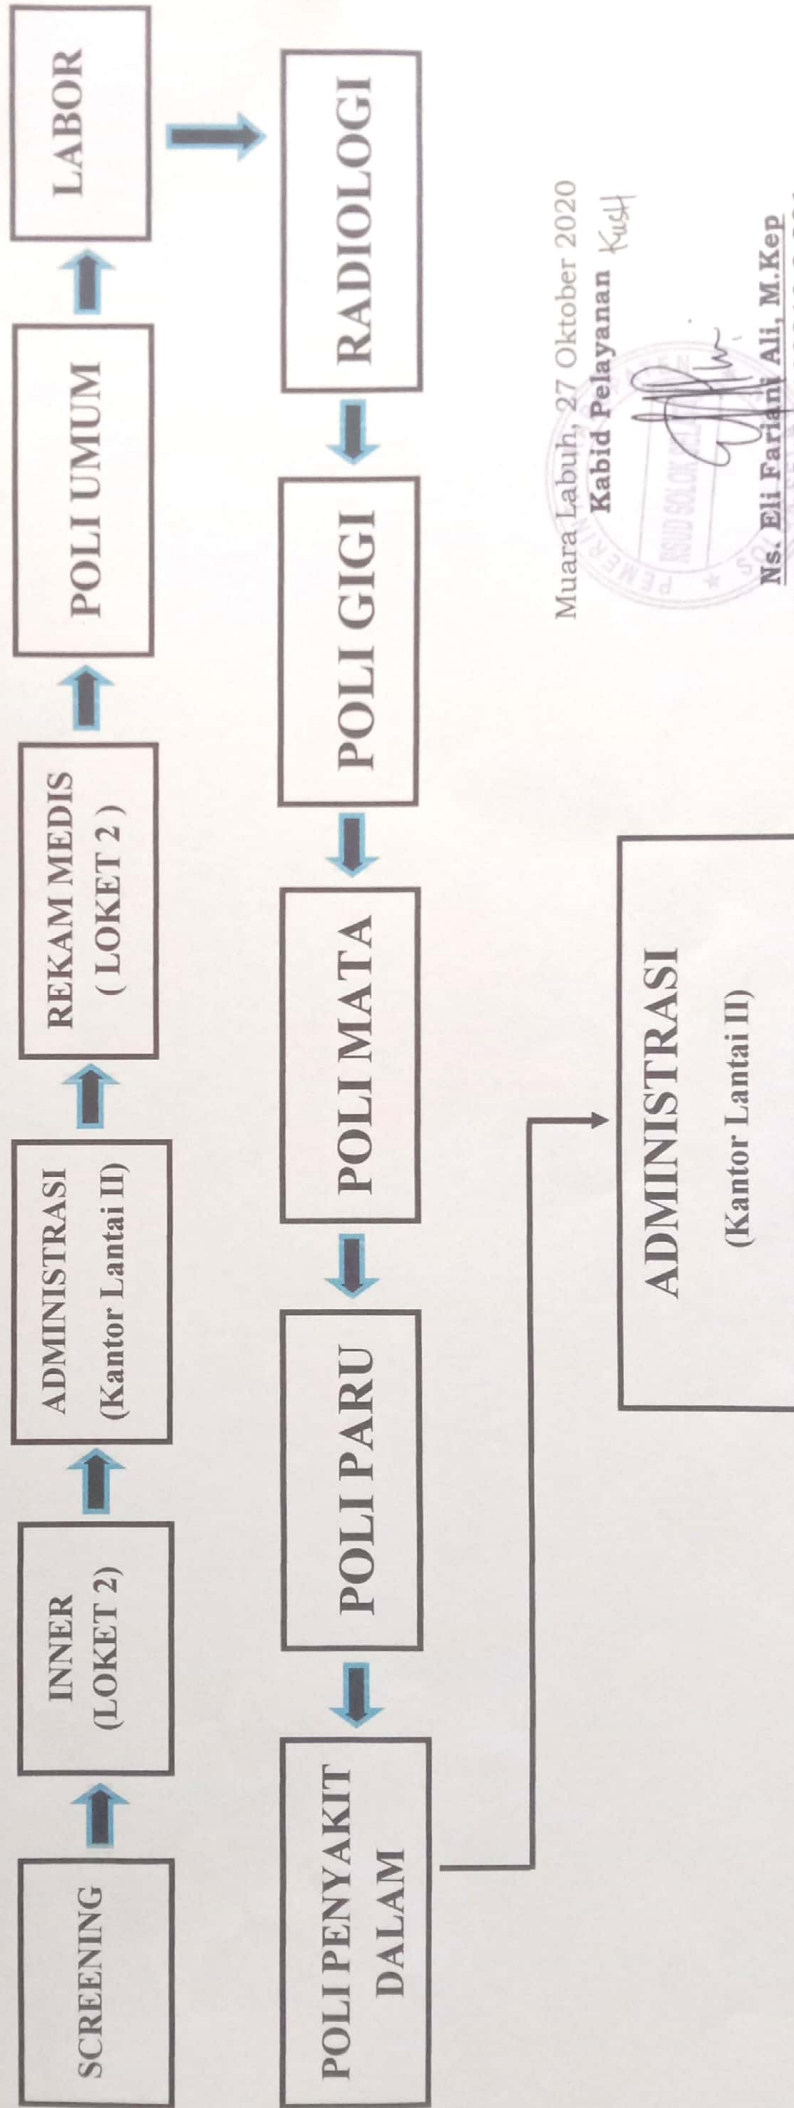 SCREENING
INNER
(LOKET 2)
ADMINISTRASI
(Kantor Lantai II)
REKAM MEDIS
( LOKET 2 )
POLI UMUM
LABOR
RADIOLOGI
POLI GIGI
POLI MATA
POLI PARU
POLI PENYAKIT
DALAM
ADMINISTRASI
(Kantor Lantai II)
Muara Labuh, 27 Oktober 2020
Kabid Pelayanan
RSUD SOLOK
Ns. Eli Fariani Ali, M.Kep